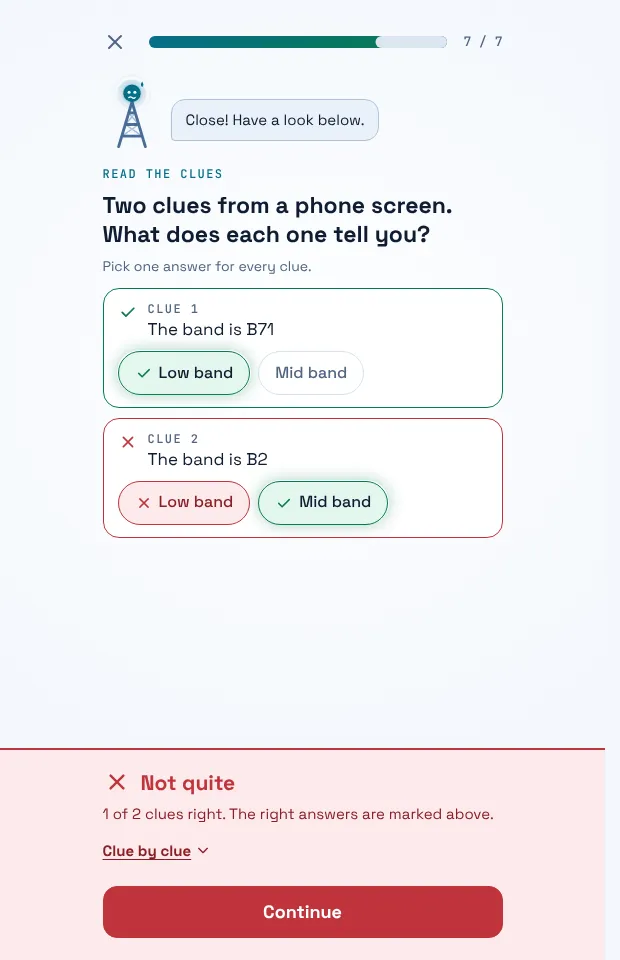 7 / 7
Close! Have a look below.
READ THE CLUES
Two clues from a phone screen.
What does each one tell you?
Pick one answer for every clue.
CLUE 1
The band is B71
Low band
Mid band
CLUE 2
The band is B2
Low band
Mid band
Not quite
1 of 2 clues right. The right answers are marked above.
Clue by clue
Continue